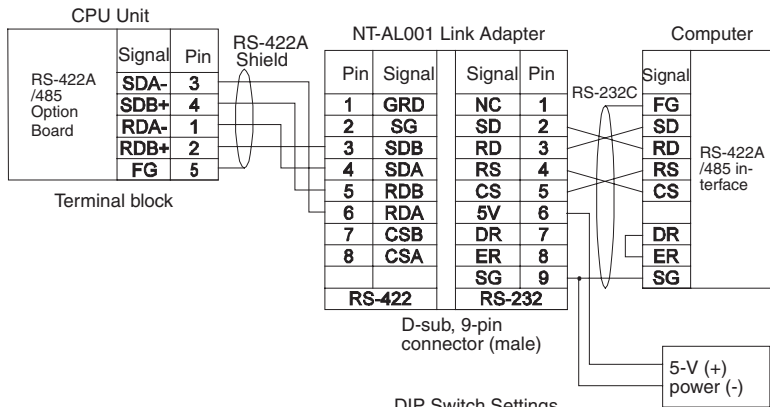 CPU Unit
RS-422A
/485
Option
Board
Signal Pin
SDA- 3
SDB+ 4
RDA- 1
RDB+ 2
FG 5
Terminal block
RS-422A
Shield
NT-AL001 Link Adapter
Pin Signal
1 GRD
2 SG
3 SDB
4 SDA
5 RDB
6 RDA
7 CSB
8 CSA
RS-422
Signal Pin
NC 1
SD 2
RD 3
RS 4
CS 5
5V 6
DR 7
ER 8
SG 9
RS-232
D-sub, 9-pin
connector (male)
RS-232C
Computer
Signal
FG
SD
RD
RS
CS
DR
ER
SG
RS-422A
/485 in-
terface
5-V (+)
power (-)
DIP Switch Settings